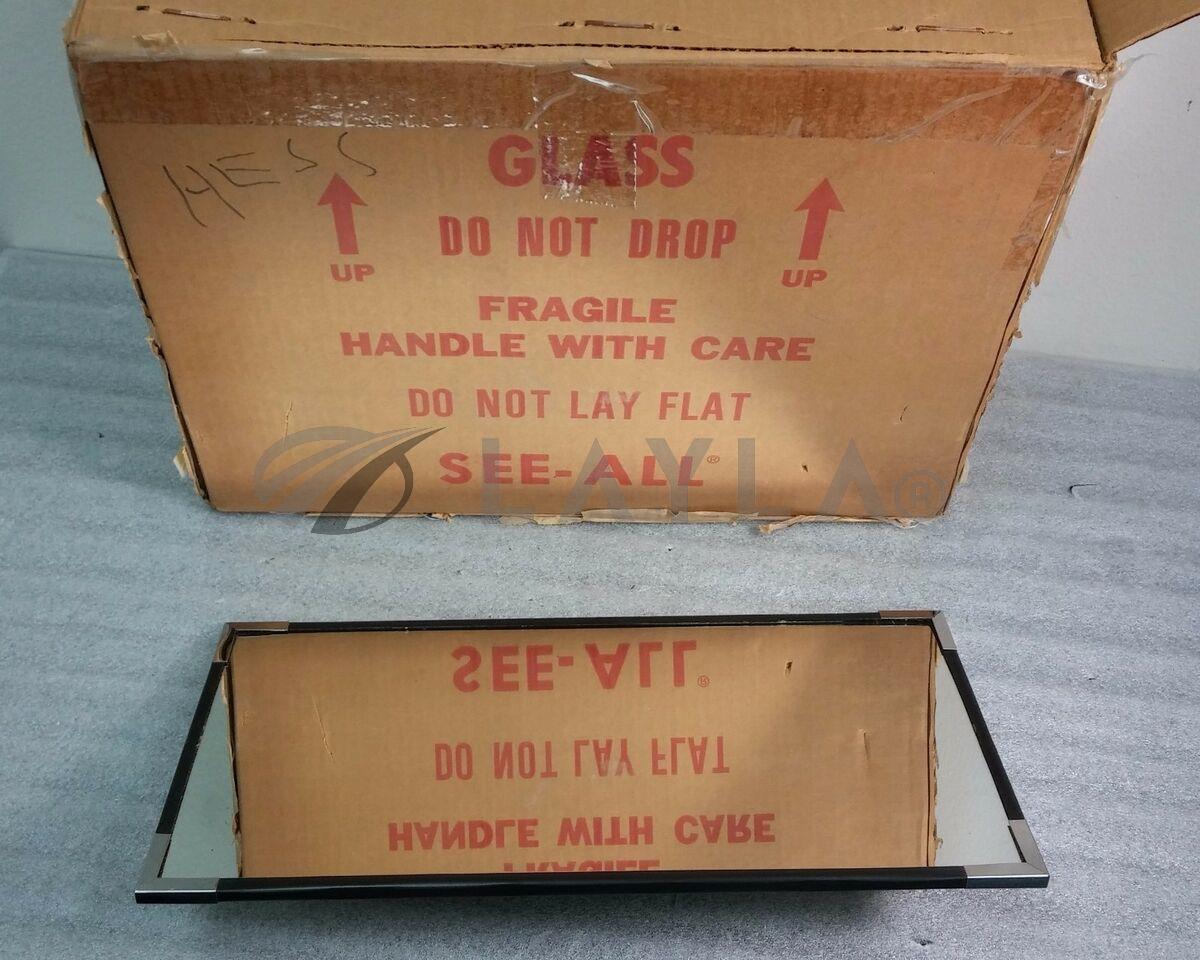 HESS
GLASS
DO NOT DROP
UP
UP
FRAGILE
HANDLE WITH CARE
DO NOT LAY FLAT
SEE-ALL®
LAYLA®
SEE-ALL®
DO NOT LAY FLAT
HANDLE WITH CARE
FRAGILE